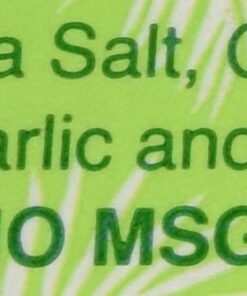 a Salt, 
arlic and
NO MSG